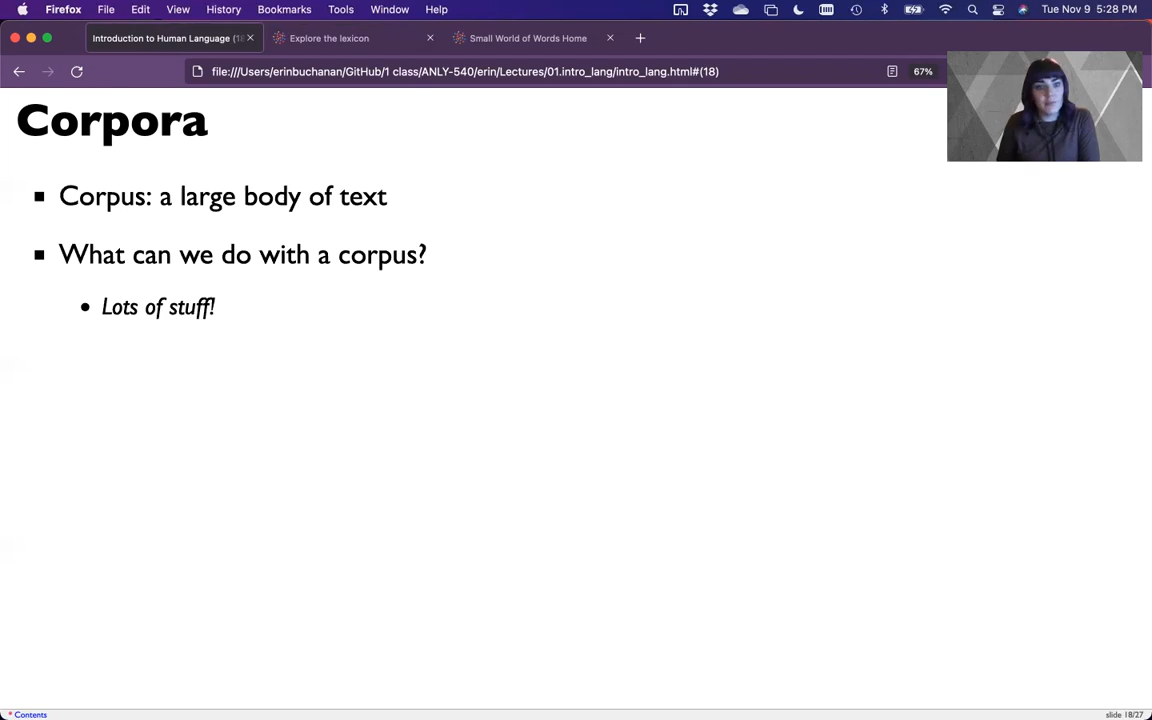 Firefox File Edit View History Bookmarks Tools Window Help Tue Nov 9 5:28 PM
Introduction to Human Language (18 Explore the lexicon Small World of Words Home
file:///Users/erinbuchanan/GitHub/1 class/ANLY-540/erin/Lectures/01.intro_lang/intro_lang.html#(18) 67%
Corpora
Corpus: a large body of text
What can we do with a corpus?
Lots of stuff!
* Contents slide 18/27